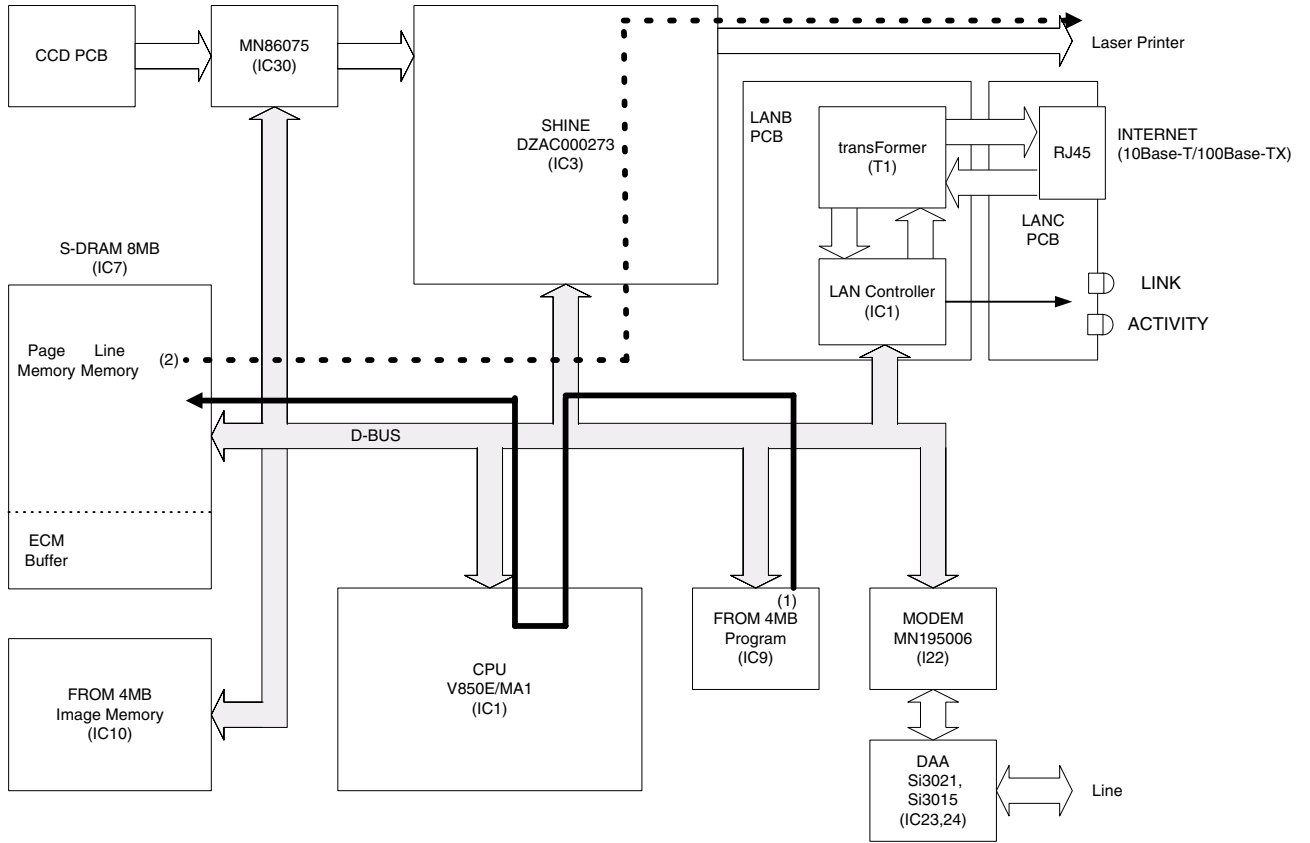 CCD PCB
MN86075
(IC30)
SHINE
DZAC000273
(IC3)
Laser Printer
LANB
PCB
transFormer
(T1)
RJ45
INTERNET
(10Base-T/100Base-TX)
LANC
PCB
LAN Controller
(IC1)
LINK
ACTIVITY
S-DRAM 8MB
(IC7)
Page Line
Memory Memory
(2)
D-BUS
ECM
Buffer
FROM 4MB
Image Memory
(IC10)
CPU
V850E/MA1
(IC1)
(1)
FROM 4MB
Program
(IC9)
MODEM
MN195006
(I22)
DAA
Si3021,
Si3015
(IC23,24)
Line